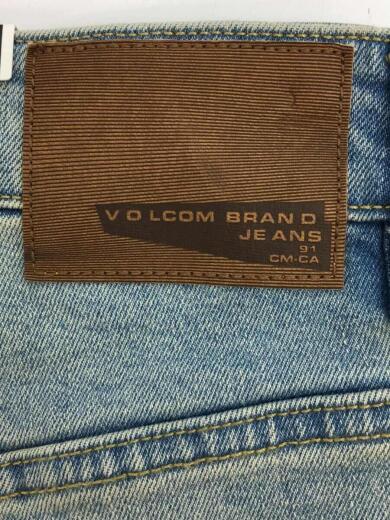 VOLCOM BRAND
JEANS
91
CM-CA